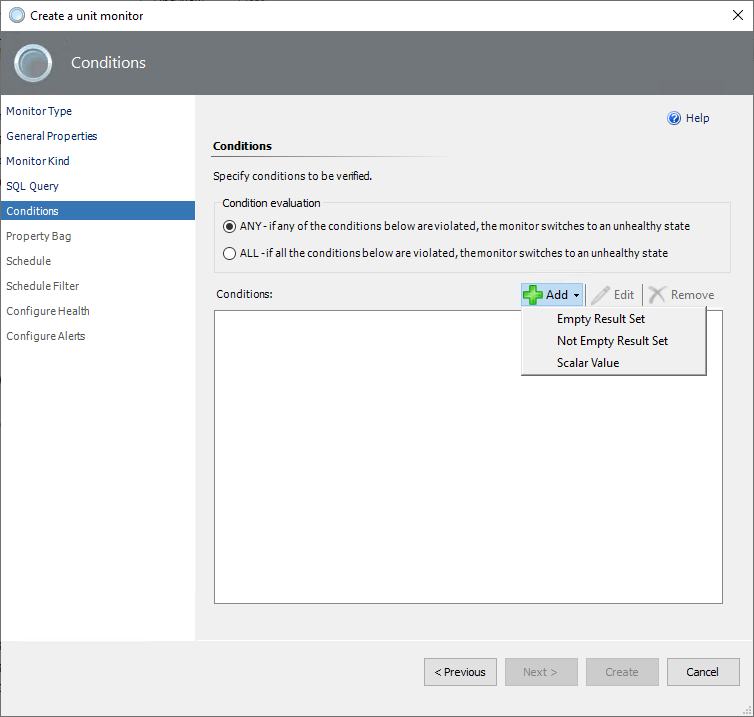 Create a unit monitor
Conditions
Monitor Type
General Properties
Monitor Kind
SQL Query
Conditions
Property Bag
Schedule
Schedule Filter
Configure Health
Configure Alerts
Help
Conditions
Specify conditions to be verified.
Condition evaluation
ANY - if any of the conditions below are violated, the monitor switches to an unhealthy state
ALL - if all the conditions below are violated, the monitor switches to an unhealthy state
Conditions:
Add
Edit
Remove
Empty Result Set
Not Empty Result Set
Scalar Value
< Previous
Next >
Create
Cancel